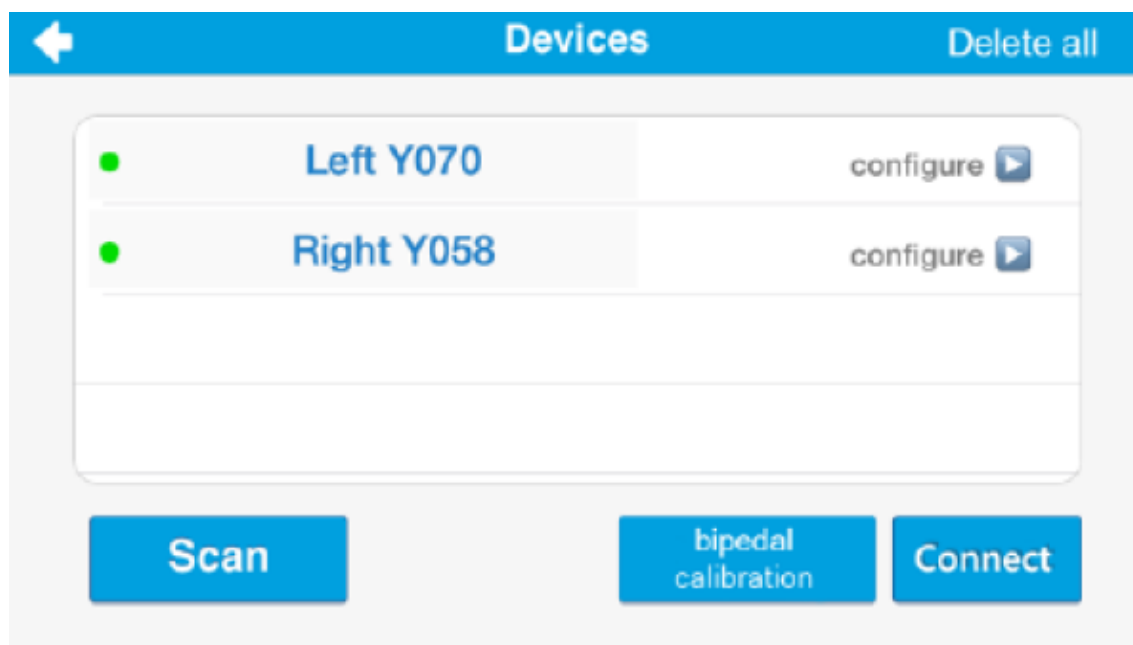 Devices
Delete all
Left Y070
configure
Right Y058
configure
Scan
bipedal
calibration
Connect